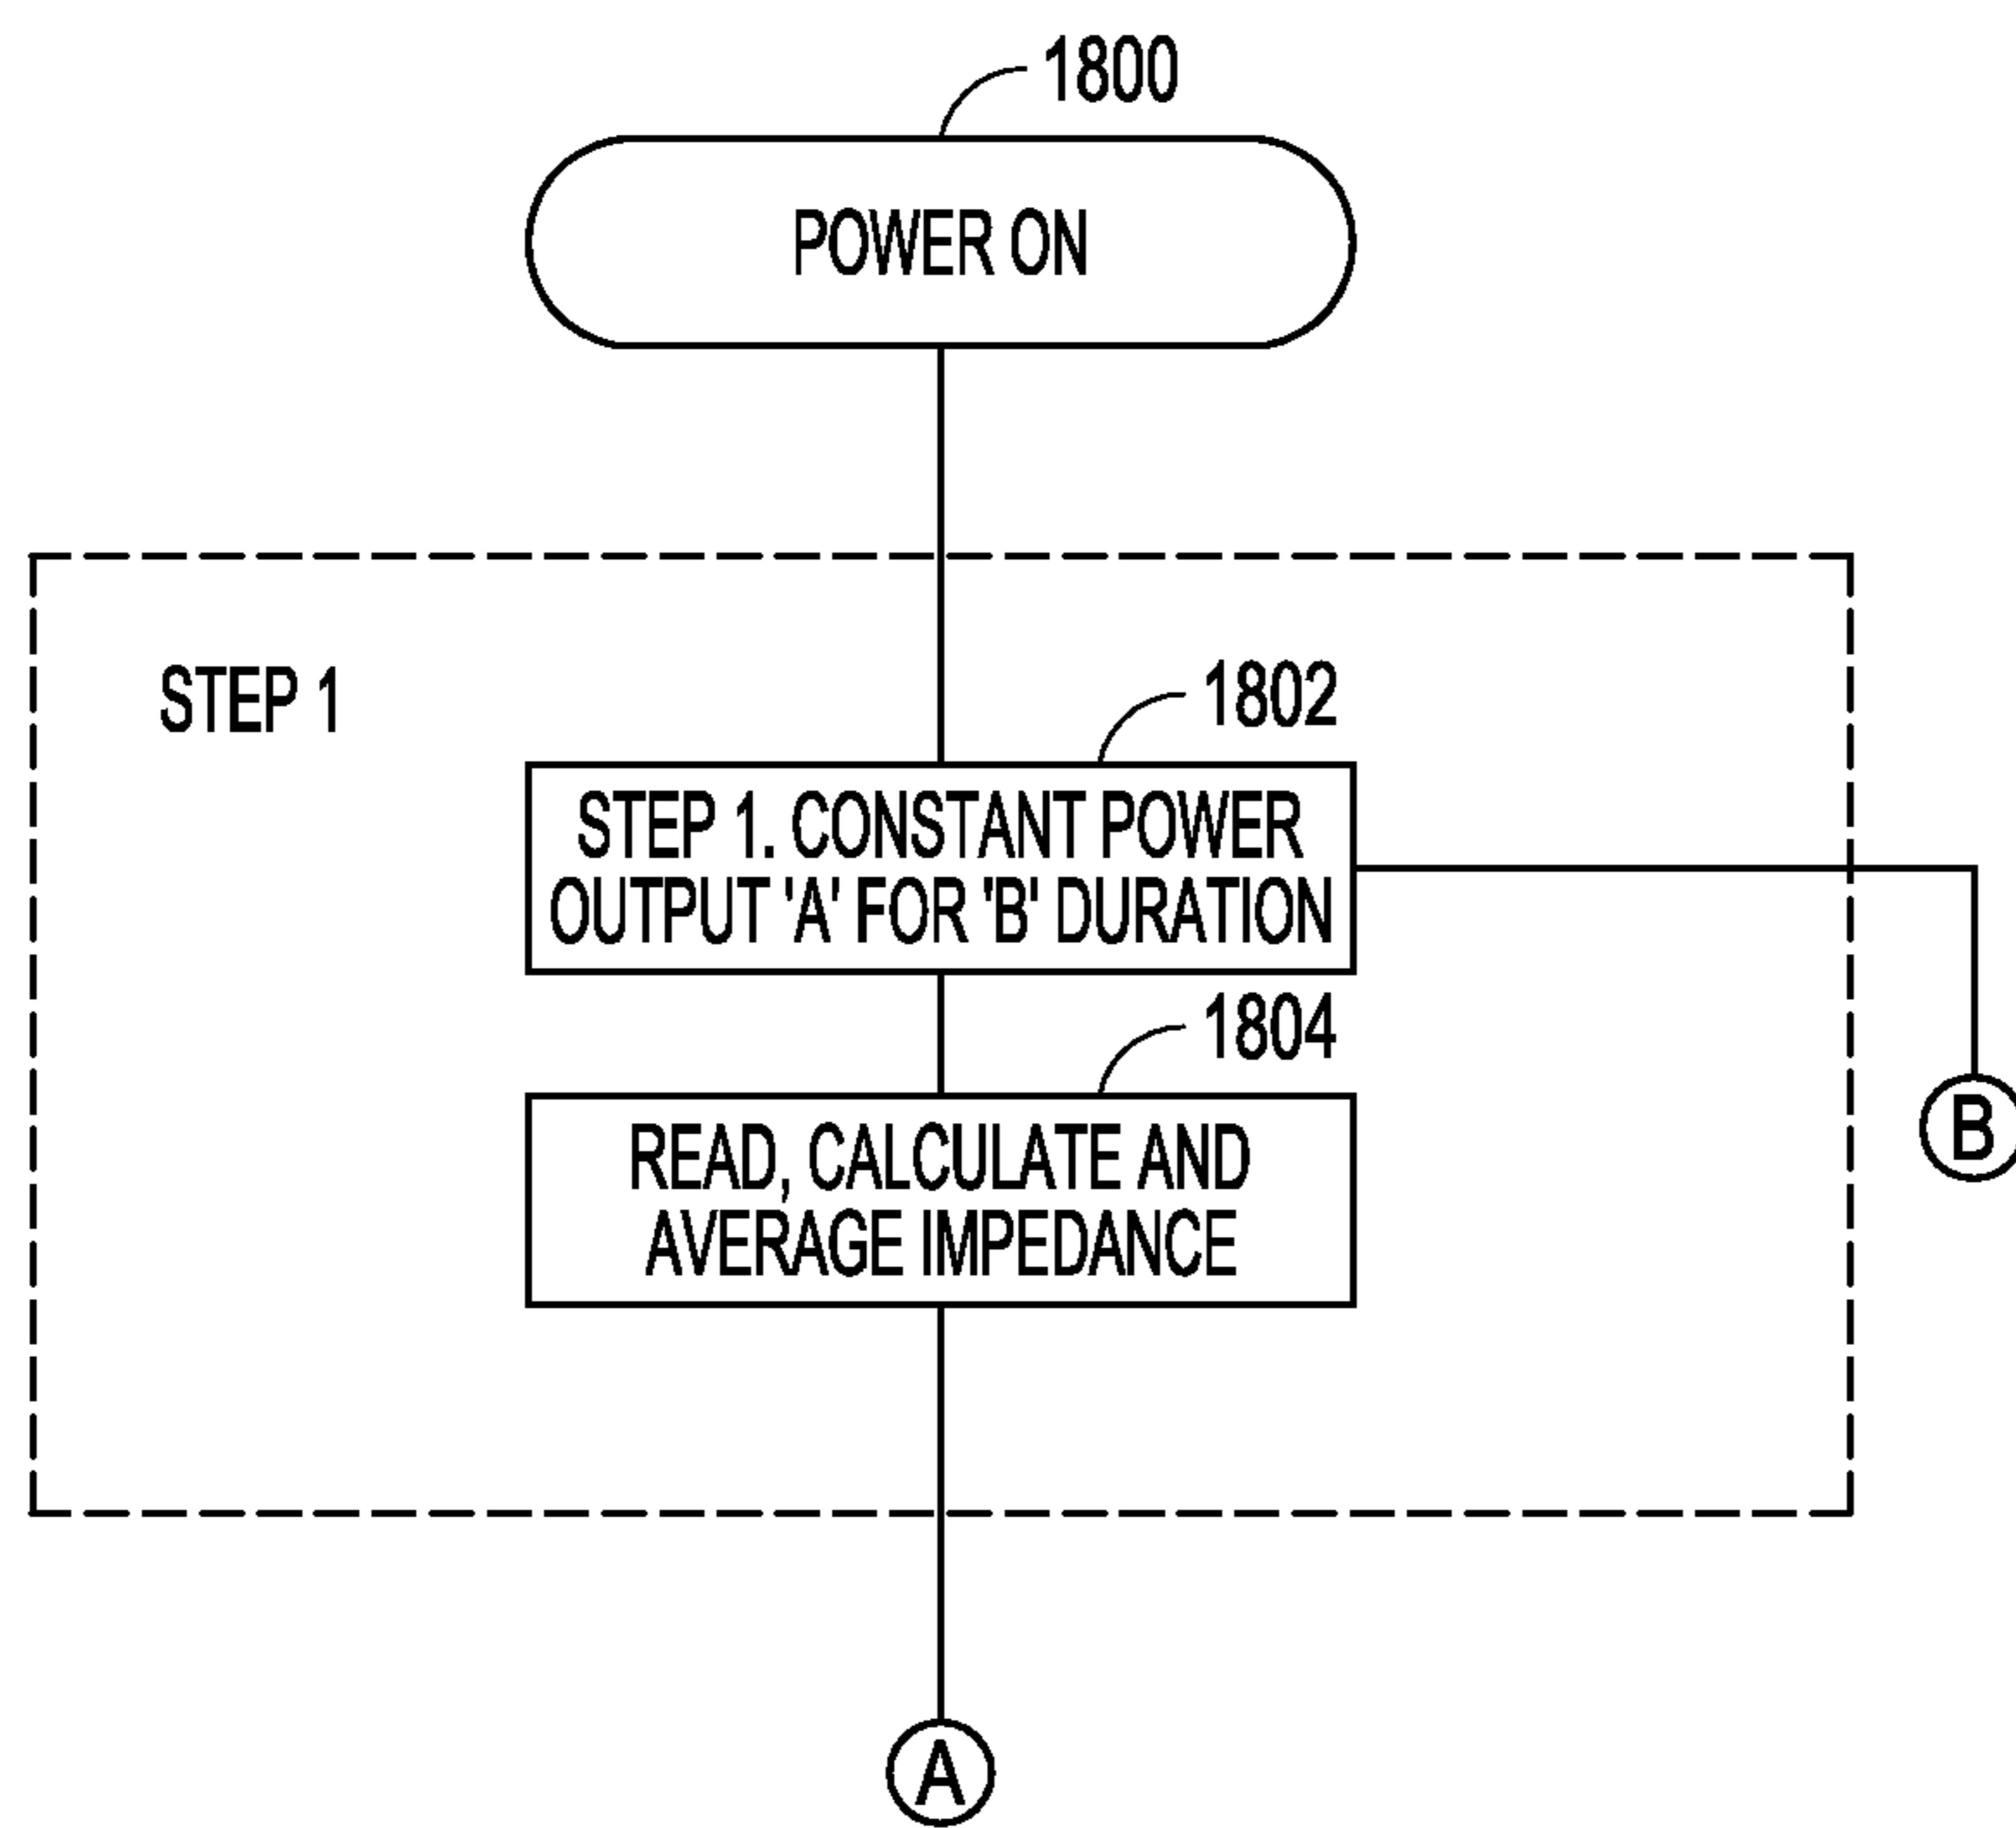 1800
POWER ON
STEP 1
1802
STEP 1. CONSTANT POWER
OUTPUT 'A' FOR 'B' DURATION
1804
READ, CALCULATE AND
AVERAGE IMPEDANCE
B
A